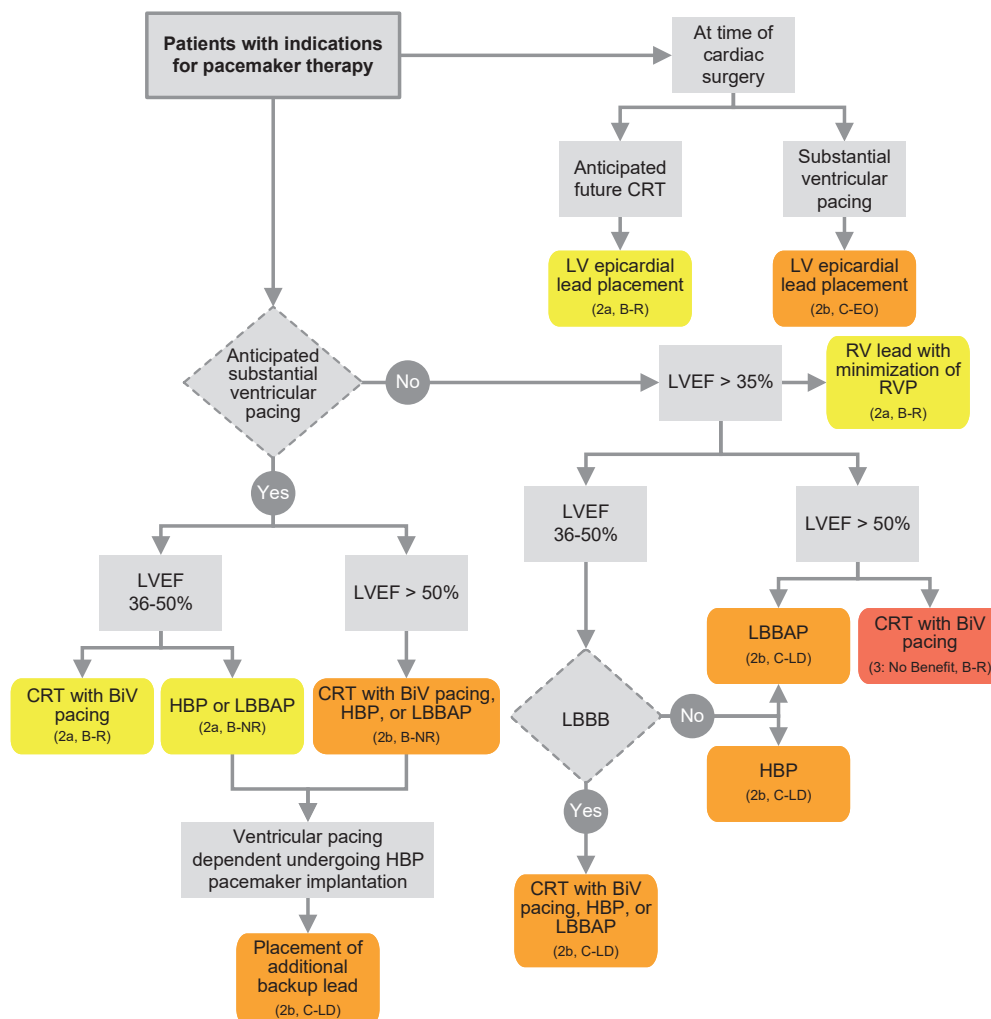 Patients with indications
for pacemaker therapy
At time of
cardiac
surgery
Anticipated
future CRT
Substantial
ventricular
pacing
LV epicardial
lead placement
(2a, B-R)
LV epicardial
lead placement
(2b, C-EO)
Anticipated
substantial
ventricular
pacing
No
LVEF > 35%
RV lead with
minimization of
RVP
(2a, B-R)
Yes
LVEF
36-50%
LVEF > 50%
LVEF
36-50%
LVEF > 50%
CRT with BiV
pacing
(2a, B-R)
HBP or LBBAP
(2a, B-NR)
CRT with BiV pacing,
HBP, or LBBAP
(2b, B-NR)
LBBB
No
LBBAP
(2b, C-LD)
CRT with BiV
pacing
(3: No Benefit, B-R)
HBP
(2b, C-LD)
Yes
Ventricular pacing
dependent undergoing HBP
pacemaker implantation
CRT with BiV
pacing, HBP, or
LBBAP
(2b, C-LD)
Placement of
additional
backup lead
(2b, C-LD)